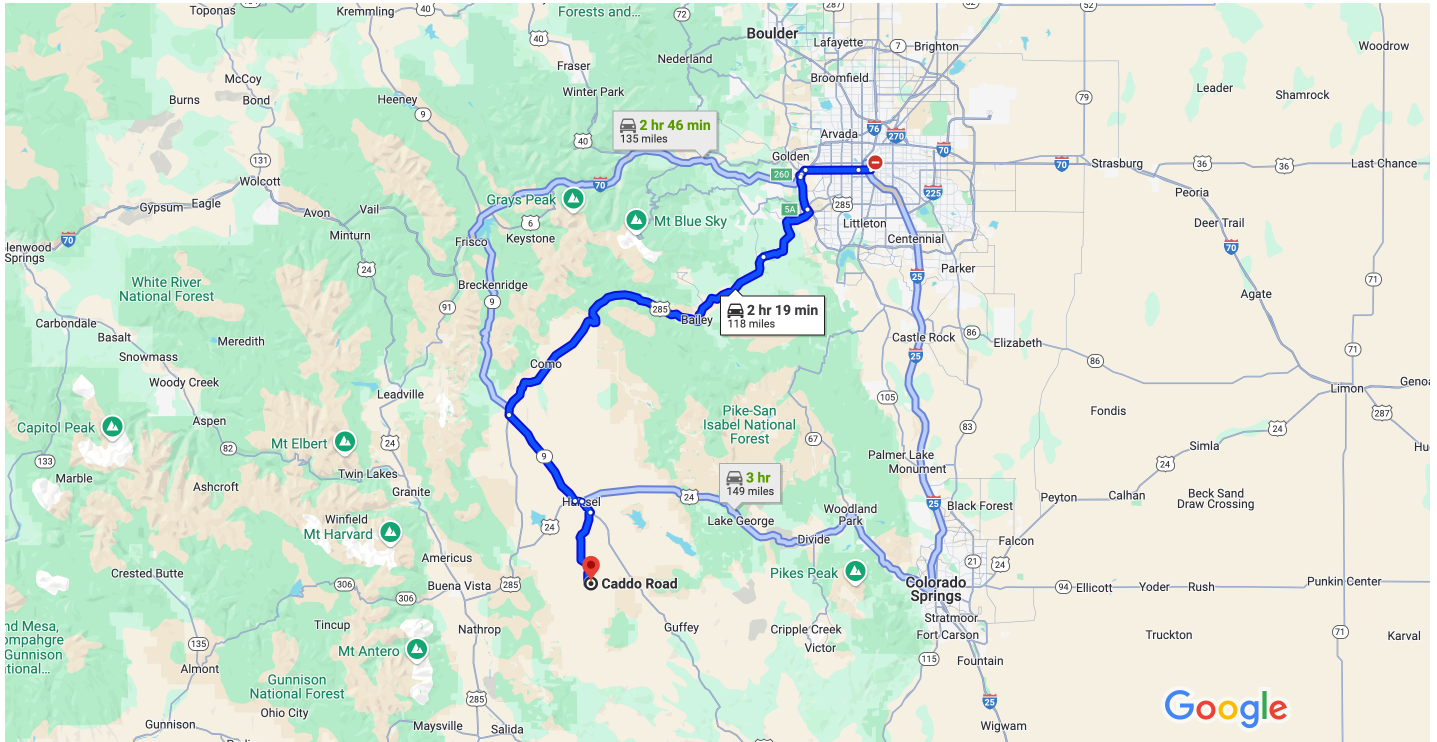 Toponas
Kremmling
40
Forests and...
72
287
52
Boulder
Lafayette
7
Brighton
Woodrow
40
Nederland
McCoy
Fraser
Broomfield
Leader
Burns
Bond
Heeney
9
Winter Park
79
Shamrock
2 hr 46 min
135 miles
Arvada
76
270
40
Golden
70
131
260
70
Strasburg
36
36
Last Chance
Wolcott
70
Grays Peak
225
Peoria
Gypsum
Eagle
Avon
Vail
6
Mt Blue Sky
5A
285
Littleton
Deer Trail
70
Minturn
Frisco
Keystone
Centennial
70
Glenwood
Springs
24
Parker
25
White River
National Forest
Breckenridge
71
Agate
9
91
285
Bailey
2 hr 19 min
118 miles
Carbondale
Basalt
Meredith
Castle Rock
86
Elizabeth
Snowmass
25
71
86
Como
Woody Creek
Leadville
Limon
Genoa
105
Aspen
Pike-San
Isabel National
Forest
Fondis
287
Capitol Peak
83
24
Mt Elbert
24
67
82
Palmer Lake
Simla
133
9
Monument
24
Marble
Twin Lakes
Ashcroft
3 hr
149 miles
Granite
Hartsel
24
Peyton
Calhan
Beck Sand
Draw Crossing
25
Black Forest
Winfield
24
Lake George
Woodland
Park
Mt Harvard
Divide
Falcon
Americus
21
24
Crested Butte
306
Buena Vista
285
Caddo Road
Pikes Peak
Colorado
Springs
94
Ellicott
Yoder
Rush
Punkin Center
306
Stratmoor
Tincup
Nathrop
Guffey
Cripple Creek
Fort Carson
71
Truckton
Karval
135
Mt Antero
Victor
Almont
115
Fountain
Gunnison
National Forest
285
25
Ohio City
Google
Gunnison
Maysville
Salida
Wigwam